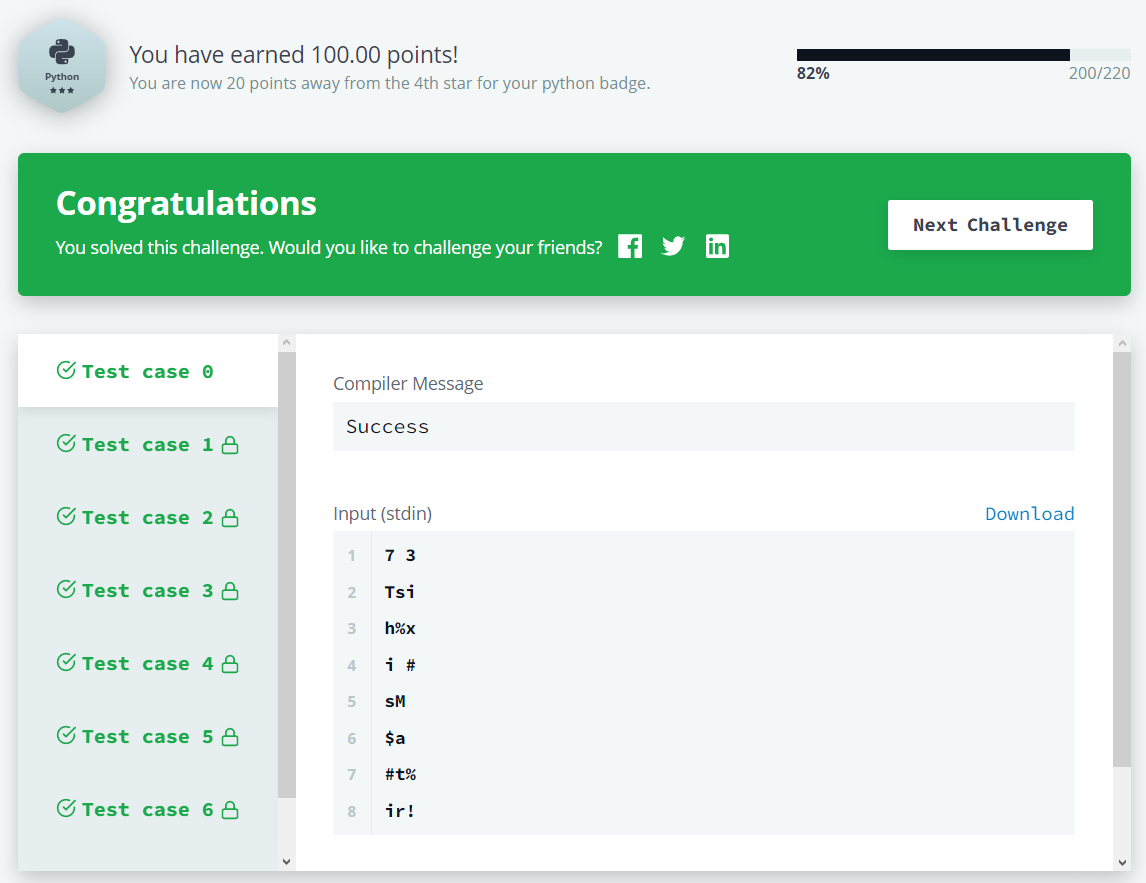 You have earned 100.00 points!
Python
You are now 20 points away from the 4th star for your python badge.
82%
200/220
Congratulations
You solved this challenge. Would you like to challenge your friends?
Next Challenge
Test case 0
Test case 1
Test case 2
Test case 3
Test case 4
Test case 5
Test case 6
Compiler Message
Success
Input (stdin)
Download
1 7 3
2 Tsi
3 h%x
4 i #
5 sM
6 $a
7 #t%
8 ir!